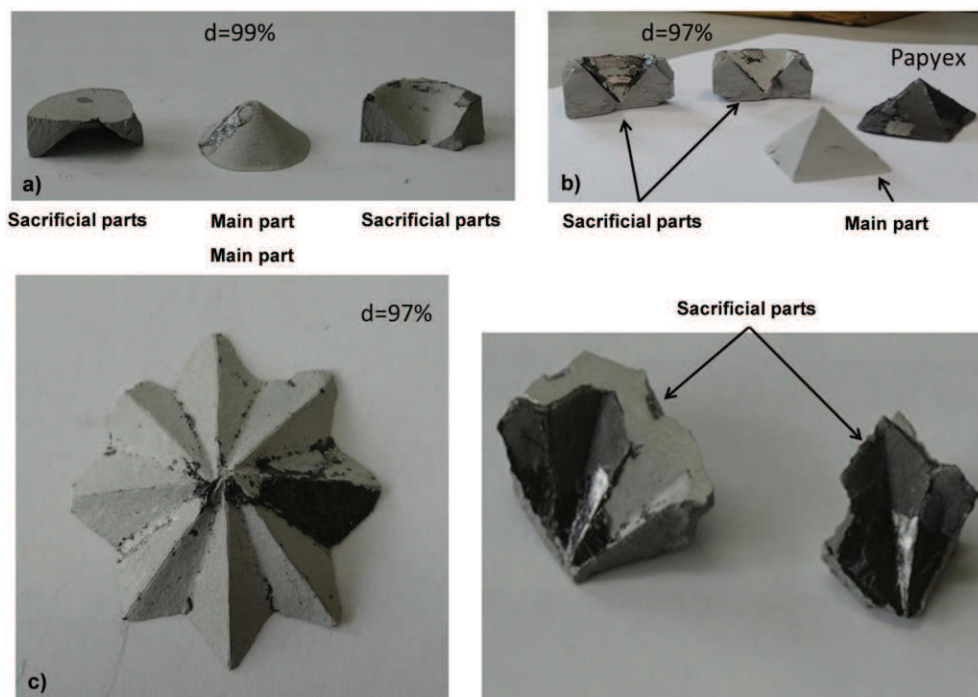 d=99%
a)
Sacrificial parts
Main part
Sacrificial parts
d=97%
Papyex
b)
Sacrificial parts
Main part
Main part
d=97%
c)
Sacrificial parts